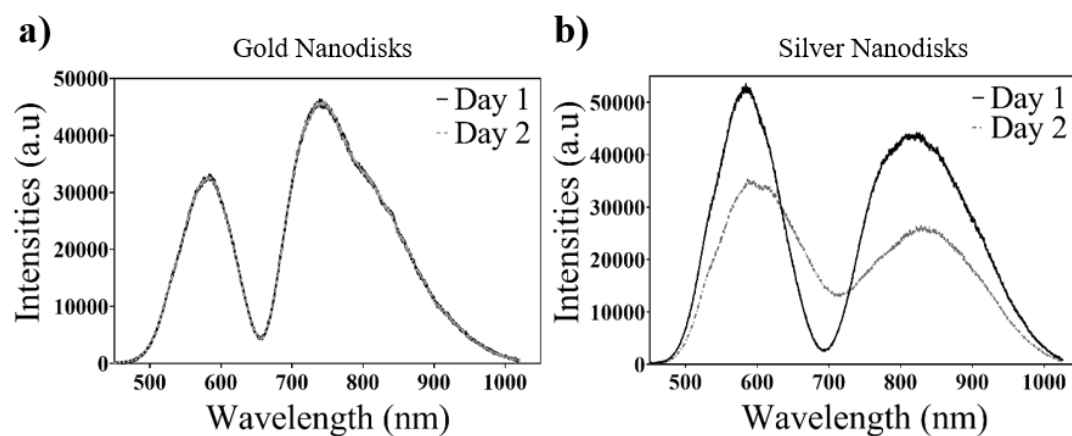 a)
Gold Nanodisks
50000
40000
30000
20000
10000
0
Intensities (a.u)
Day 1
Day 2
500 600 700 800 900 1000
Wavelength (nm)
b)
Silver Nanodisks
50000
40000
30000
20000
10000
0
Intensities (a.u)
Day 1
Day 2
500 600 700 800 900 1000
Wavelength (nm)